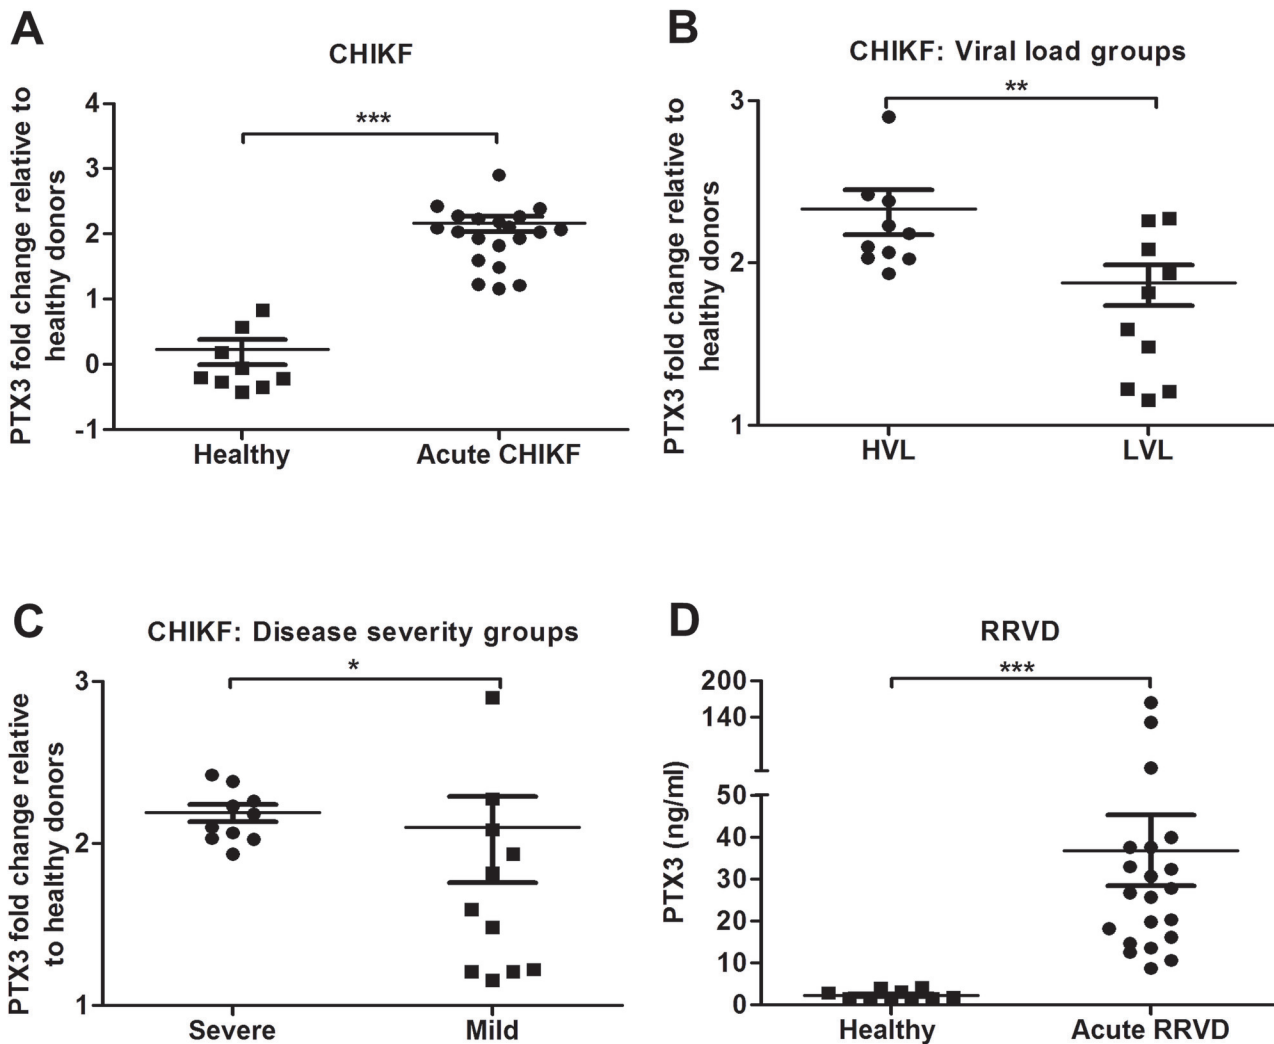 A
CHIKF
PTX3 fold change relative to
healthy donors
4
3
2
1
0
-1
***
Healthy
Acute CHIKF
B
CHIKF: Viral load groups
PTX3 fold change relative to
healthy donors
3
2
1
**
HVL
LVL
C
CHIKF: Disease severity groups
PTX3 fold change relative
to healthy donors
3
2
1
*
Severe
Mild
D
RRVD
PTX3 (ng/ml)
200
140
50
40
30
20
10
0
***
Healthy
Acute RRVD